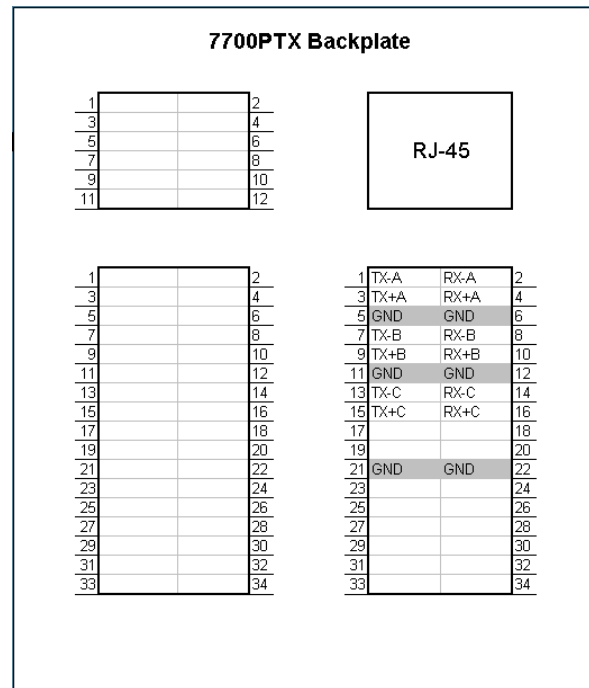 7700PTX Backplate
1 2
3 4
5 6
7 8
9 10
11 12
RJ-45
1 2
3 4
5 6
7 8
9 10
11 12
13 14
15 16
17 18
19 20
21 22
23 24
25 26
27 28
29 30
31 32
33 34
1 TX-A RX-A 2
3 TX+A RX+A 4
5 GND GND 6
7 TX-B RX-B 8
9 TX+B RX+B 10
11 GND GND 12
13 TX-C RX-C 14
15 TX+C RX+C 16
17 18
19 20
21 GND GND 22
23 24
25 26
27 28
29 30
31 32
33 34